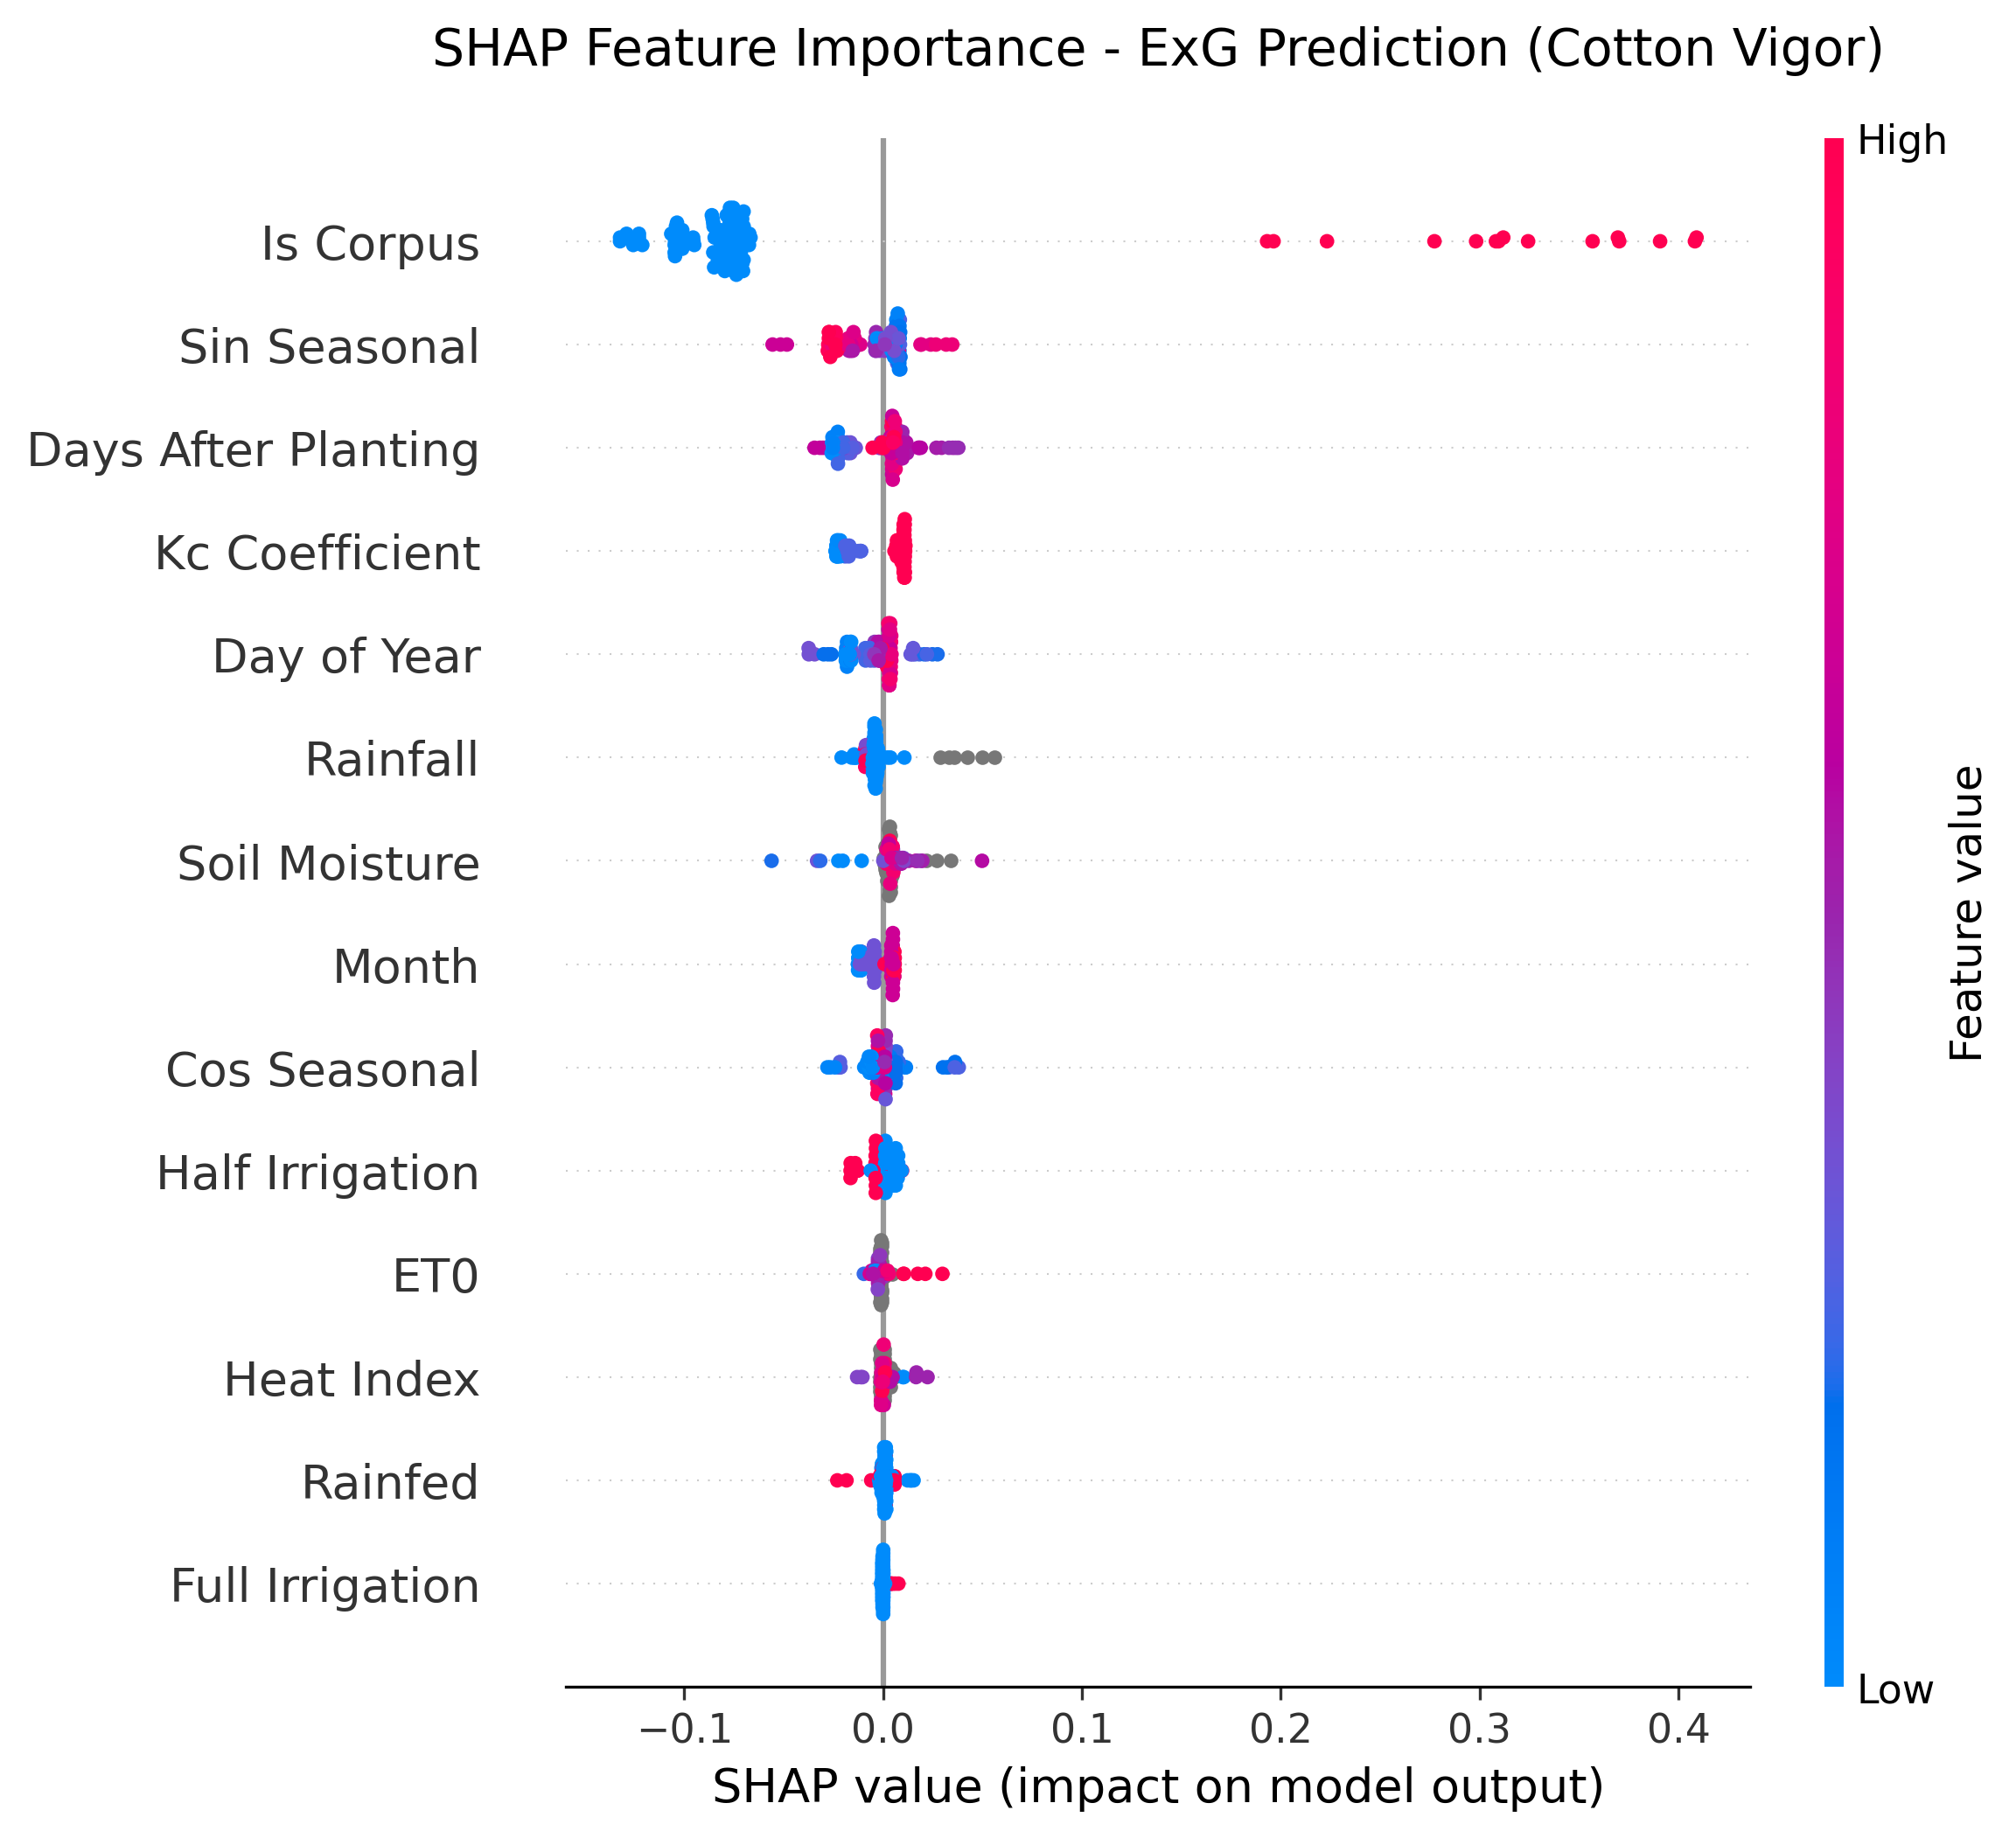 SHAP Feature Importance - ExG Prediction (Cotton Vigor)
High
Is Corpus
Sin Seasonal
Days After Planting
Kc Coefficient
Day of Year
Rainfall
Soil Moisture
Month
Cos Seasonal
Half Irrigation
ET0
Heat Index
Rainfed
Full Irrigation
Feature value
Low
−0.1 0.0 0.1 0.2 0.3 0.4
SHAP value (impact on model output)